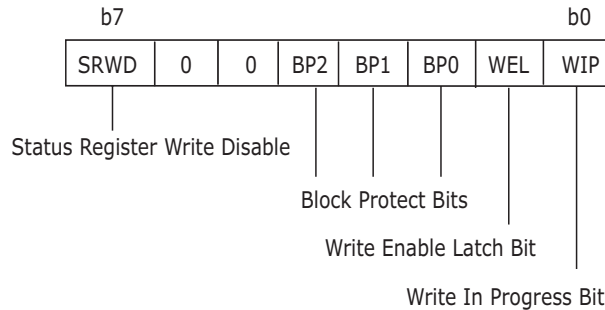 b7 b0
SRWD 0 0 BP2 BP1 BP0 WEL WIP
Status Register Write Disable
Block Protect Bits
Write Enable Latch Bit
Write In Progress Bit